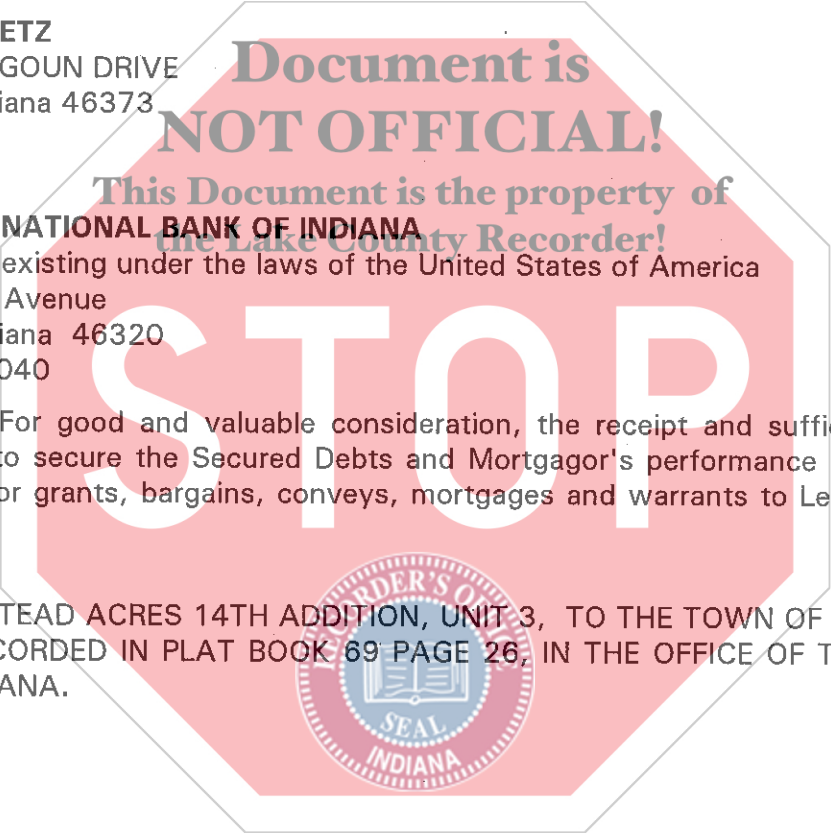 ETZ
GOUN DRIVE
iana 46373
Document is
NOT OFFICIAL!
This Document is the property of
the Lake County Recorder!
NATIONAL BANK OF INDIANA
existing under the laws of the United States of America
Avenue
iana 46320
040
STOP
For good and valuable consideration, the receipt and suffi
to secure the Secured Debts and Mortgagor's performance
or grants, bargains, conveys, mortgages and warrants to Le
TEAD ACRES 14TH ADDITION, UNIT 3, TO THE TOWN OF
CORDED IN PLAT BOOK 69 PAGE 26, IN THE OFFICE OF T
ANA.
RECORDER'S OFFICE
SEAL
INDIANA